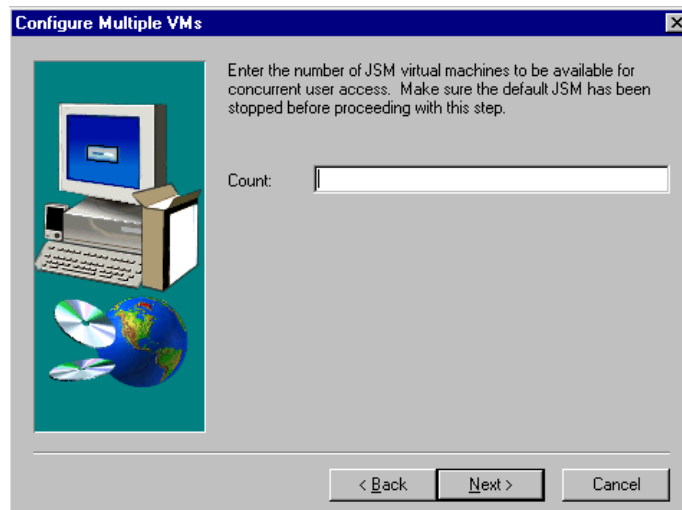 Configure Multiple VMs
Enter the number of JSM virtual machines to be available for
concurrent user access.  Make sure the default JSM has been
stopped before proceeding with this step.
Count:
< Back
Next >
Cancel